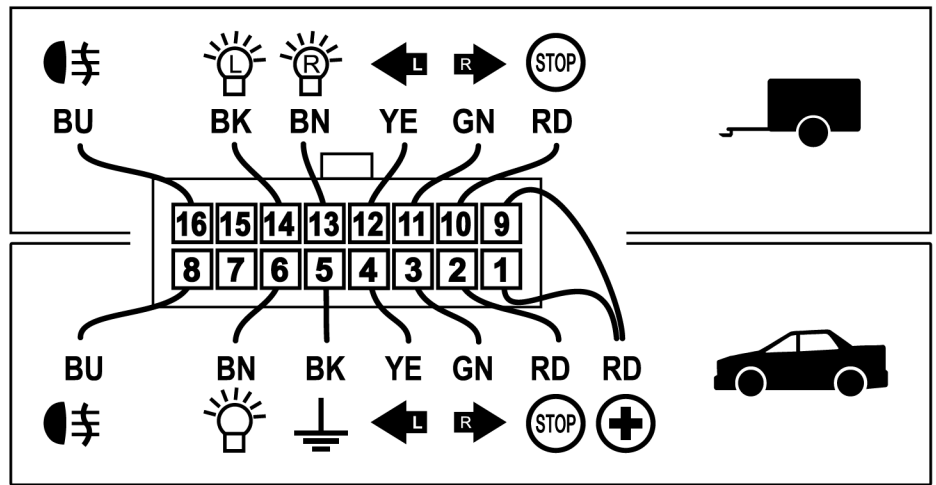 L R L R STOP
BU BK BN YE GN RD
16 15 14 13 12 11 10 9
8 7 6 5 4 3 2 1
BU BN BK YE GN RD RD
L R STOP